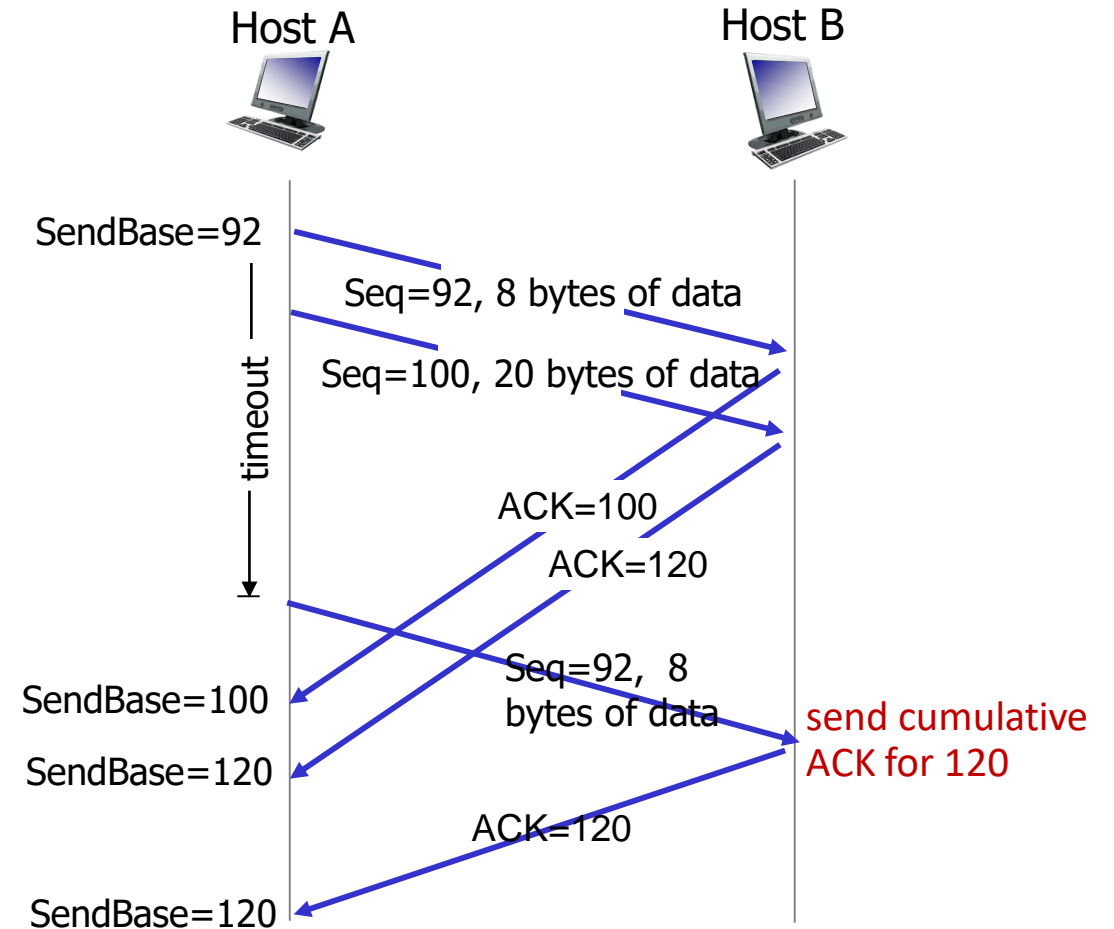 Host A
Host B
SendBase=92
Seq=92, 8 bytes of data
Seq=100, 20 bytes of data
timeout
ACK=100
ACK=120
Seq=92, 8
bytes of data
SendBase=100
send cumulative
ACK for 120
SendBase=120
ACK=120
SendBase=120